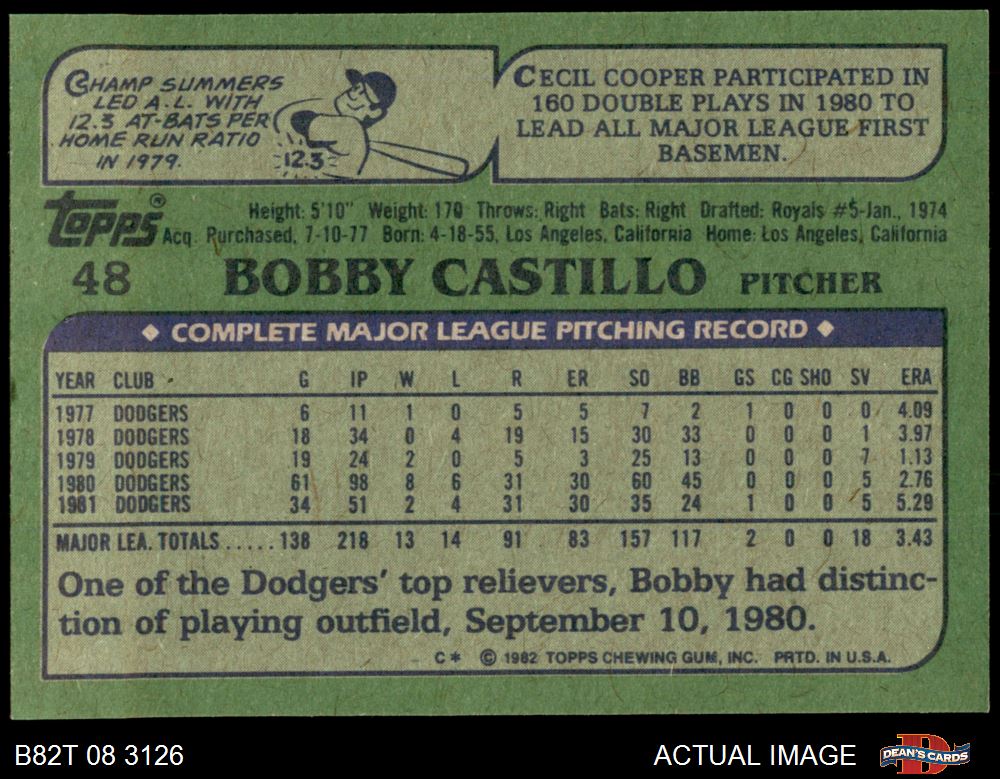 CHAMP SUMMERS
LED A.L. WITH
12.3 AT-BATS PER
HOME RUN RATIO
IN 1979.
12.3
CECIL COOPER PARTICIPATED IN
160 DOUBLE PLAYS IN 1980 TO
LEAD ALL MAJOR LEAGUE FIRST
BASEMEN.
Topps®
Height: 5'10" Weight: 170 Throws: Right Bats: Right Drafted: Royals #5-Jan., 1974
Acq. Purchased, 7-10-77 Born: 4-18-55, Los Angeles, California Home: Los Angeles, California
48 BOBBY CASTILLO PITCHER
◆ COMPLETE MAJOR LEAGUE PITCHING RECORD ◆
YEAR CLUB G IP W L R ER SO BB GS CG SHO SV ERA
1977 DODGERS 6 11 1 0 5 5 7 2 1 0 0 0 4.09
1978 DODGERS 18 34 0 4 19 15 30 33 0 0 0 1 3.97
1979 DODGERS 19 24 2 0 5 3 25 13 0 0 0 7 1.13
1980 DODGERS 61 98 8 6 31 30 60 45 0 0 0 5 2.76
1981 DODGERS 34 51 2 4 31 30 35 24 1 0 0 5 5.29
MAJOR LEA. TOTALS.....138 218 13 14 91 83 157 117 2 0 0 18 3.43
One of the Dodgers' top relievers, Bobby had distinc-
tion of playing outfield, September 10, 1980.
C* © 1982 TOPPS CHEWING GUM, INC. PRTD. IN U.S.A.
B82T 08 3126 ACTUAL IMAGE DEAN'S CARDS